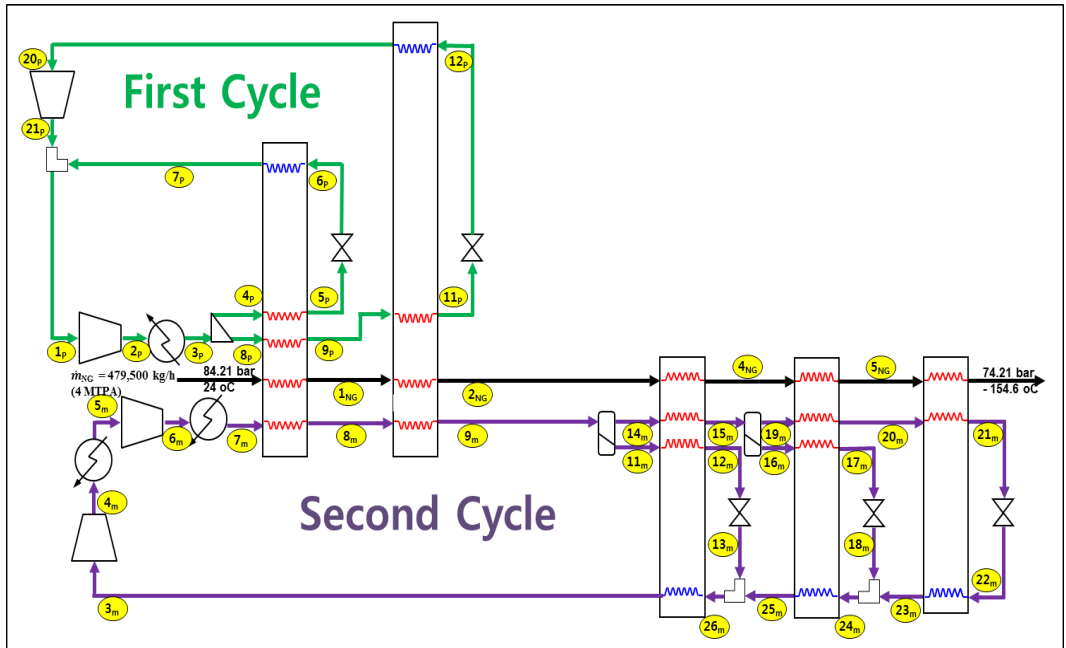 20p
12p
First Cycle
21p
7p
6p
4p
5p
11p
1p
2p
3p
8p
9p
ṁNG = 479,500 kg/h
(4 MTPA)
84.21 bar
24 oC
1NG
2NG
4NG
5NG
74.21 bar
- 154.6 oC
5m
6m
7m
8m
9m
14m
15m
19m
20m
21m
11m
12m
16m
17m
4m
Second Cycle
13m
18m
22m
3m
26m
25m
24m
23m